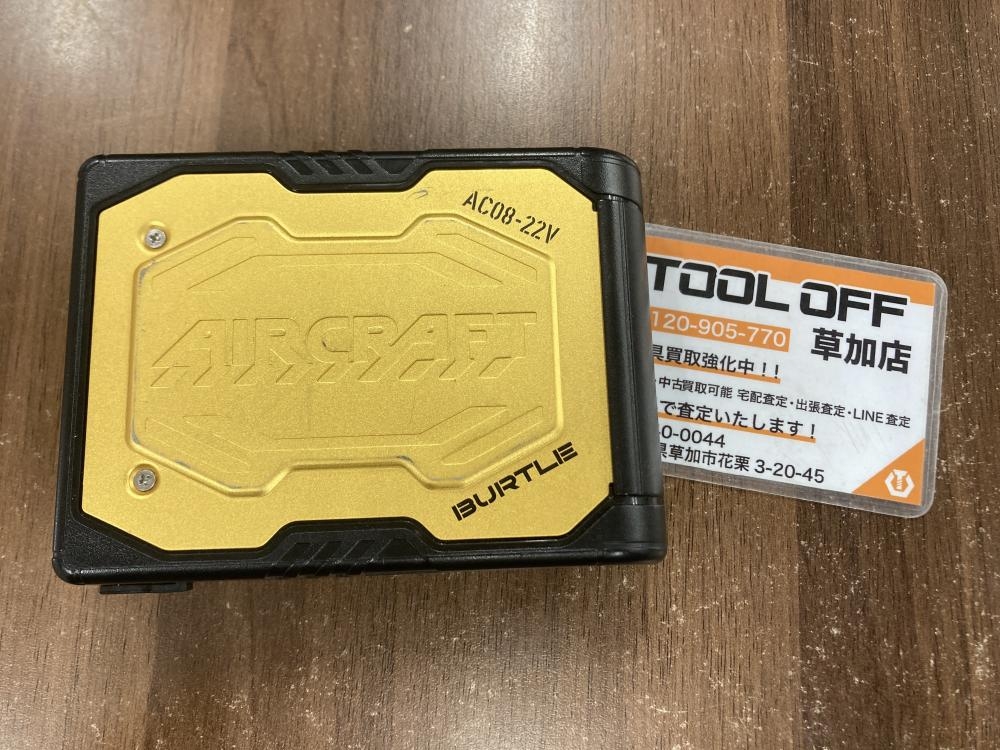 AC08-22V
AIRCRAFT
BURTLE
TOOL OFF
120-905-770
草加店
買取強化中!!
中古買取可能 宅配査定・出張査定・LINE査定
で査定いたします!
0-0044
県草加市花栗 3-20-45